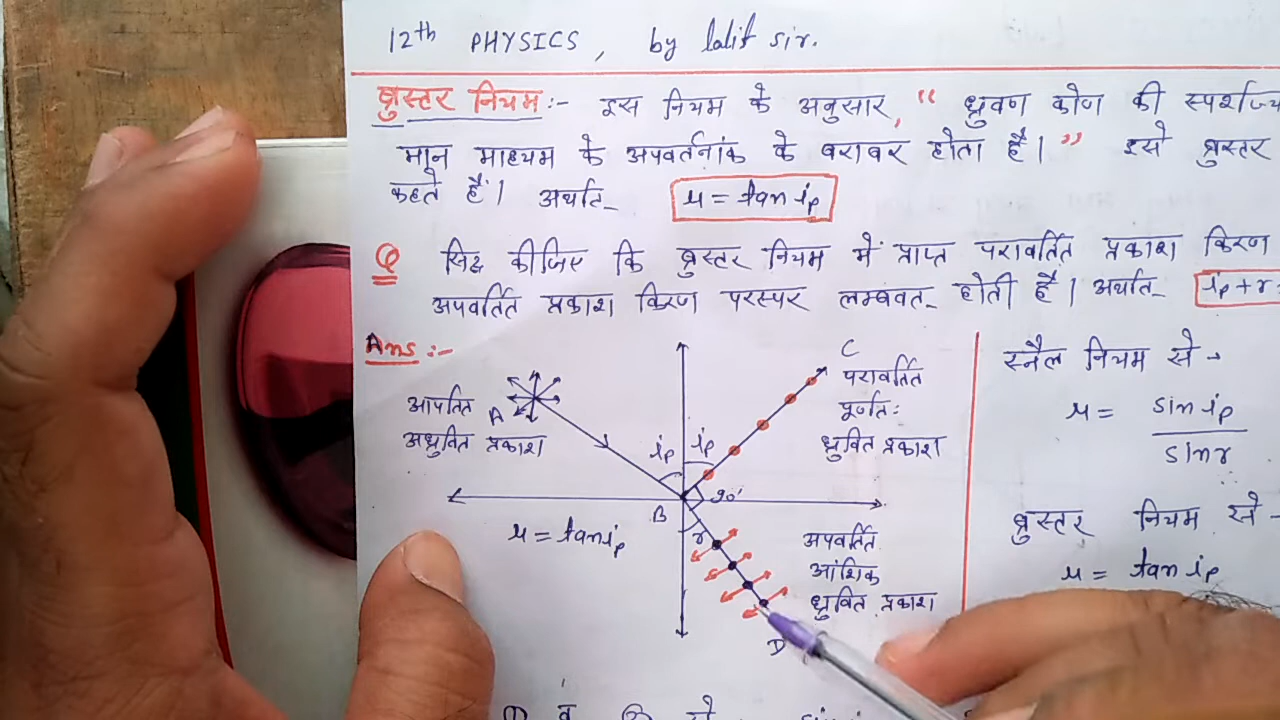 12th PHYSICS, by lalit sir.
ब्रुस्टर नियम :- इस नियम के अनुसार, " ध्रुवण कोण की स्पर्शज्य
मान माध्यम के अपवर्तनांक के बराबर होता है। " इसे ब्रुस्टर
कहते हैं। अर्थात् μ = tan ip
Q सिद्ध कीजिए कि ब्रुस्टर नियम में प्राप्त परावर्तित प्रकाश किरण
अपवर्तित प्रकाश किरण परस्पर लम्बवत् होती है। अर्थात् ip + r =
Ans :-
आपतित
अध्रुवित प्रकाश
A
ip ip
C
परावर्तित
पूर्णतः
ध्रुवित प्रकाश
B
90°
r
μ = tan ip
अपवर्तित
आंशिक
ध्रुवित प्रकाश
D
स्नैल नियम से →
μ = sin ip
sin r
ब्रुस्टर नियम से -
μ = tan ip
व से